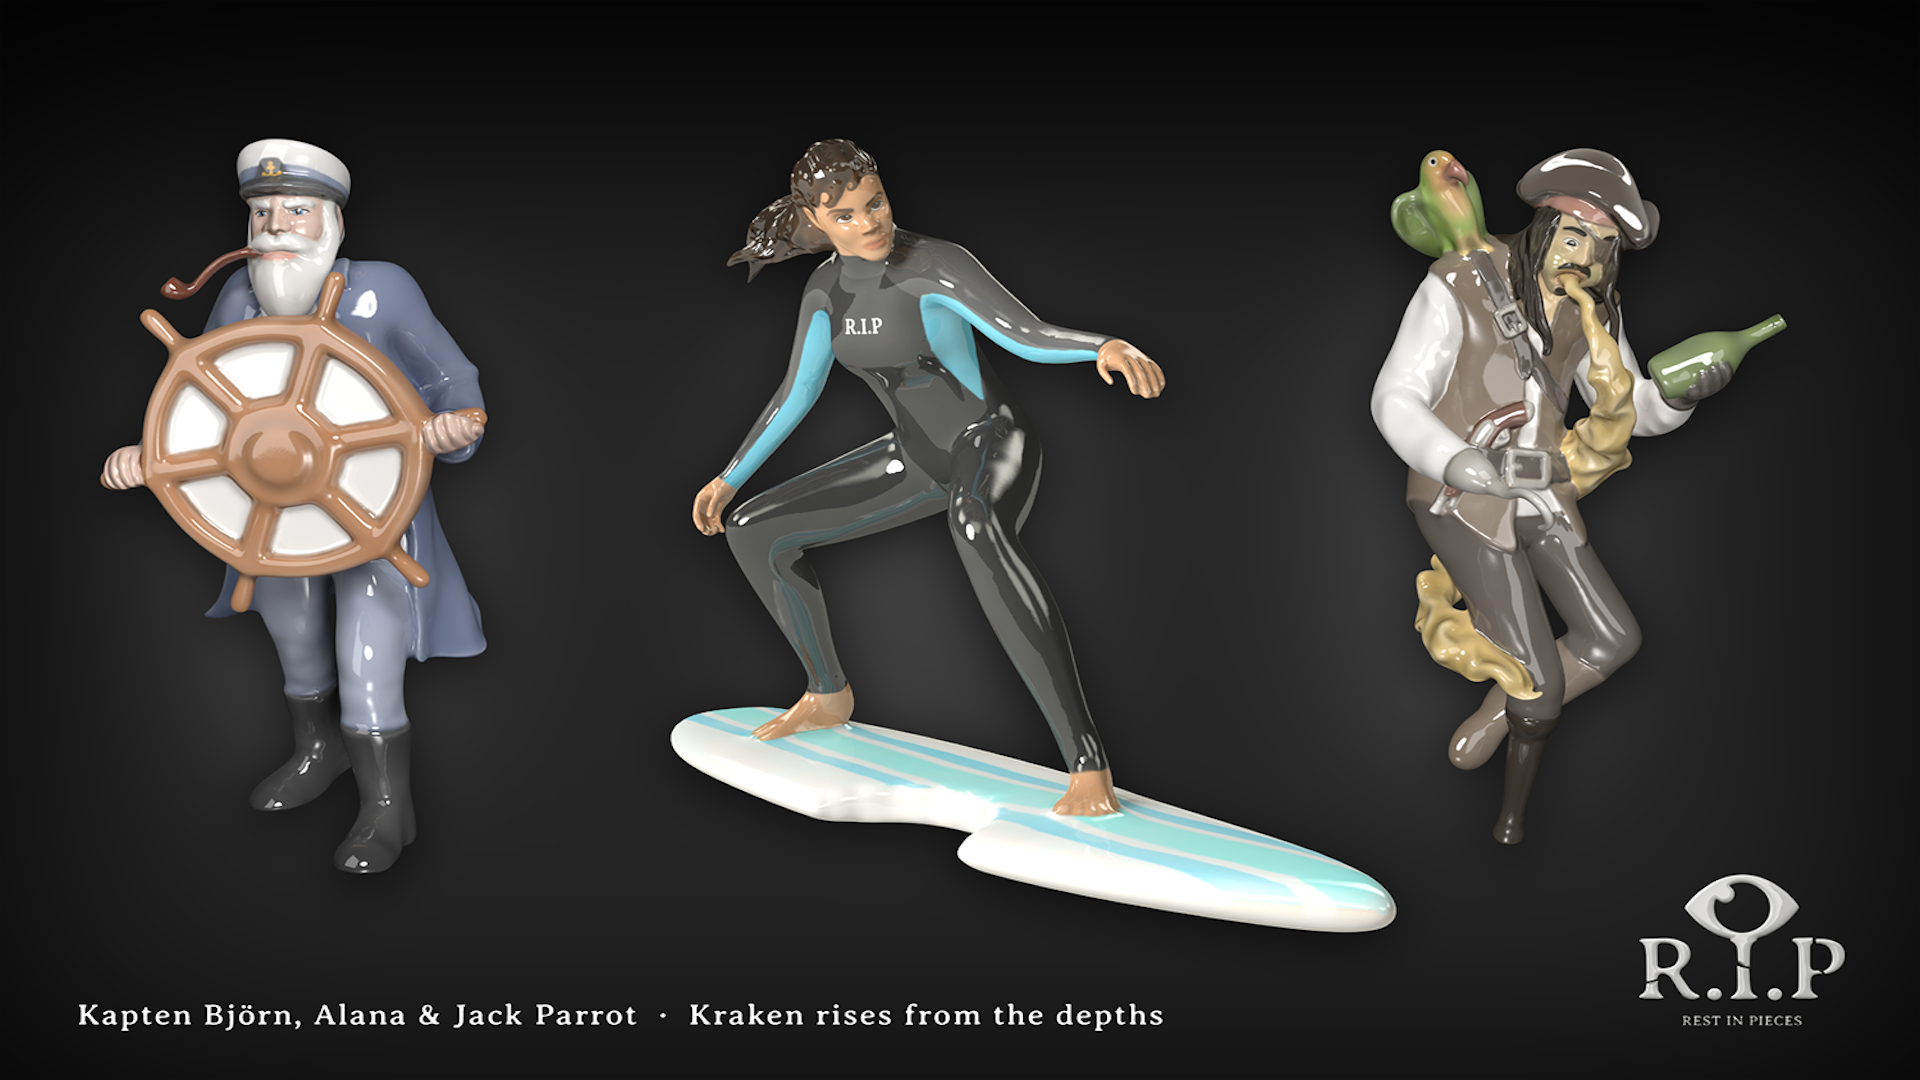 R.I.P
Kapten Björn, Alana & Jack Parrot · Kraken rises from the depths
R.I.P
REST IN PIECES